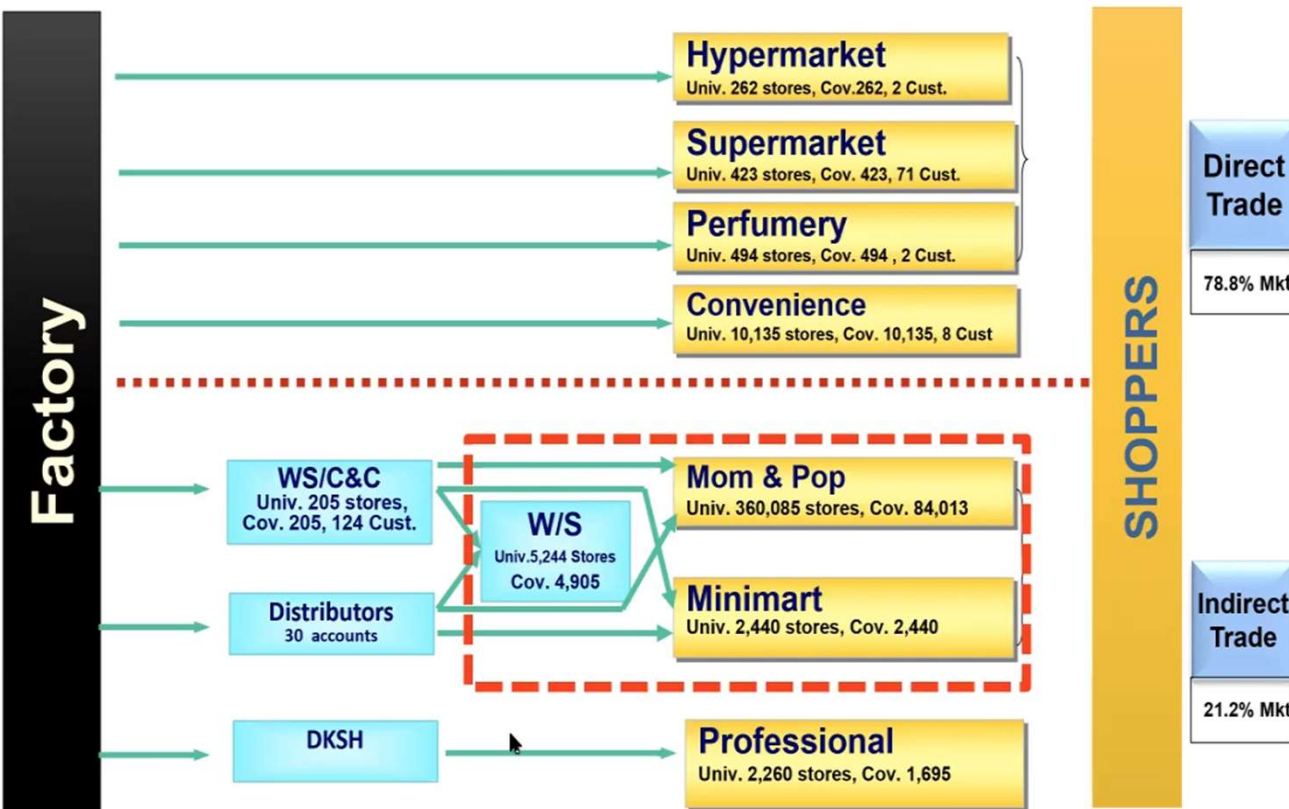 Factory
Hypermarket
Univ. 262 stores, Cov.262, 2 Cust.
Supermarket
Univ. 423 stores, Cov. 423, 71 Cust.
Perfumery
Univ. 494 stores, Cov. 494 , 2 Cust.
Convenience
Univ. 10,135 stores, Cov. 10,135, 8 Cust
WS/C&C
Univ. 205 stores,
Cov. 205, 124 Cust.
W/S
Univ.5,244 Stores
Cov. 4,905
Distributors
30 accounts
DKSH
Mom & Pop
Univ. 360,085 stores, Cov. 84,013
Minimart
Univ. 2,440 stores, Cov. 2,440
Professional
Univ. 2,260 stores, Cov. 1,695
SHOPPERS
Direct
Trade
78.8% Mkt
Indirect
Trade
21.2% Mkt